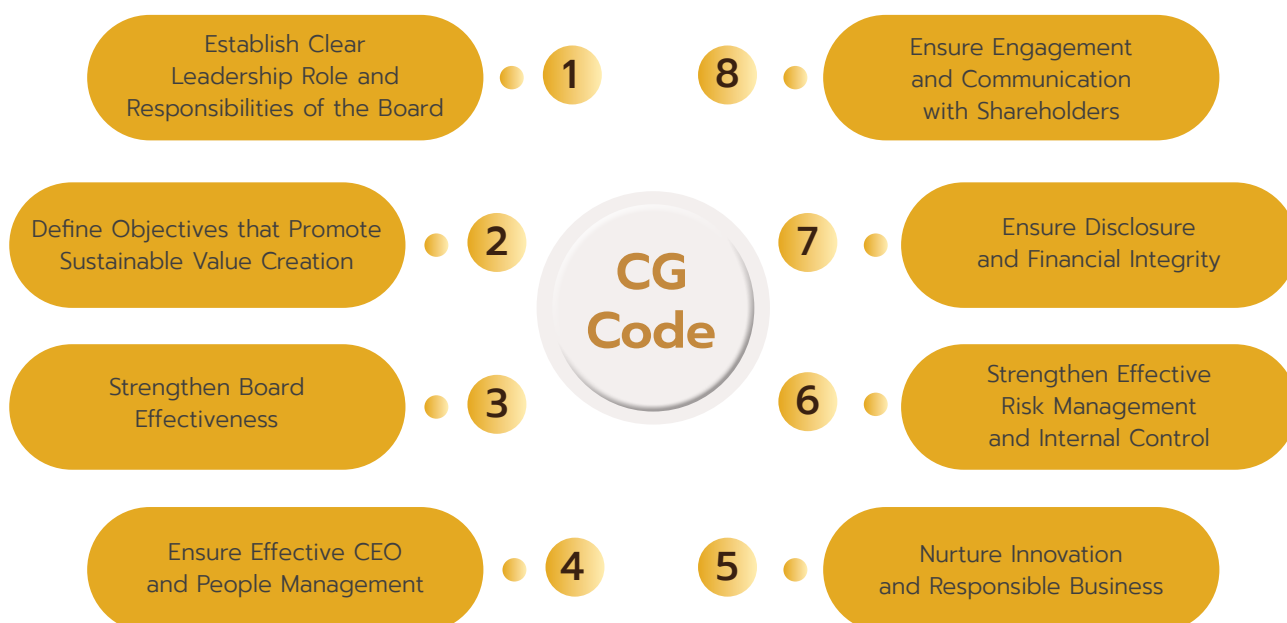 Establish Clear
Leadership Role and
Responsibilities of the Board
1
Define Objectives that Promote
Sustainable Value Creation
2
Strengthen Board
Effectiveness
3
Ensure Effective CEO
and People Management
4
CG
Code
8
Ensure Engagement
and Communication
with Shareholders
7
Ensure Disclosure
and Financial Integrity
6
Strengthen Effective
Risk Management
and Internal Control
5
Nurture Innovation
and Responsible Business